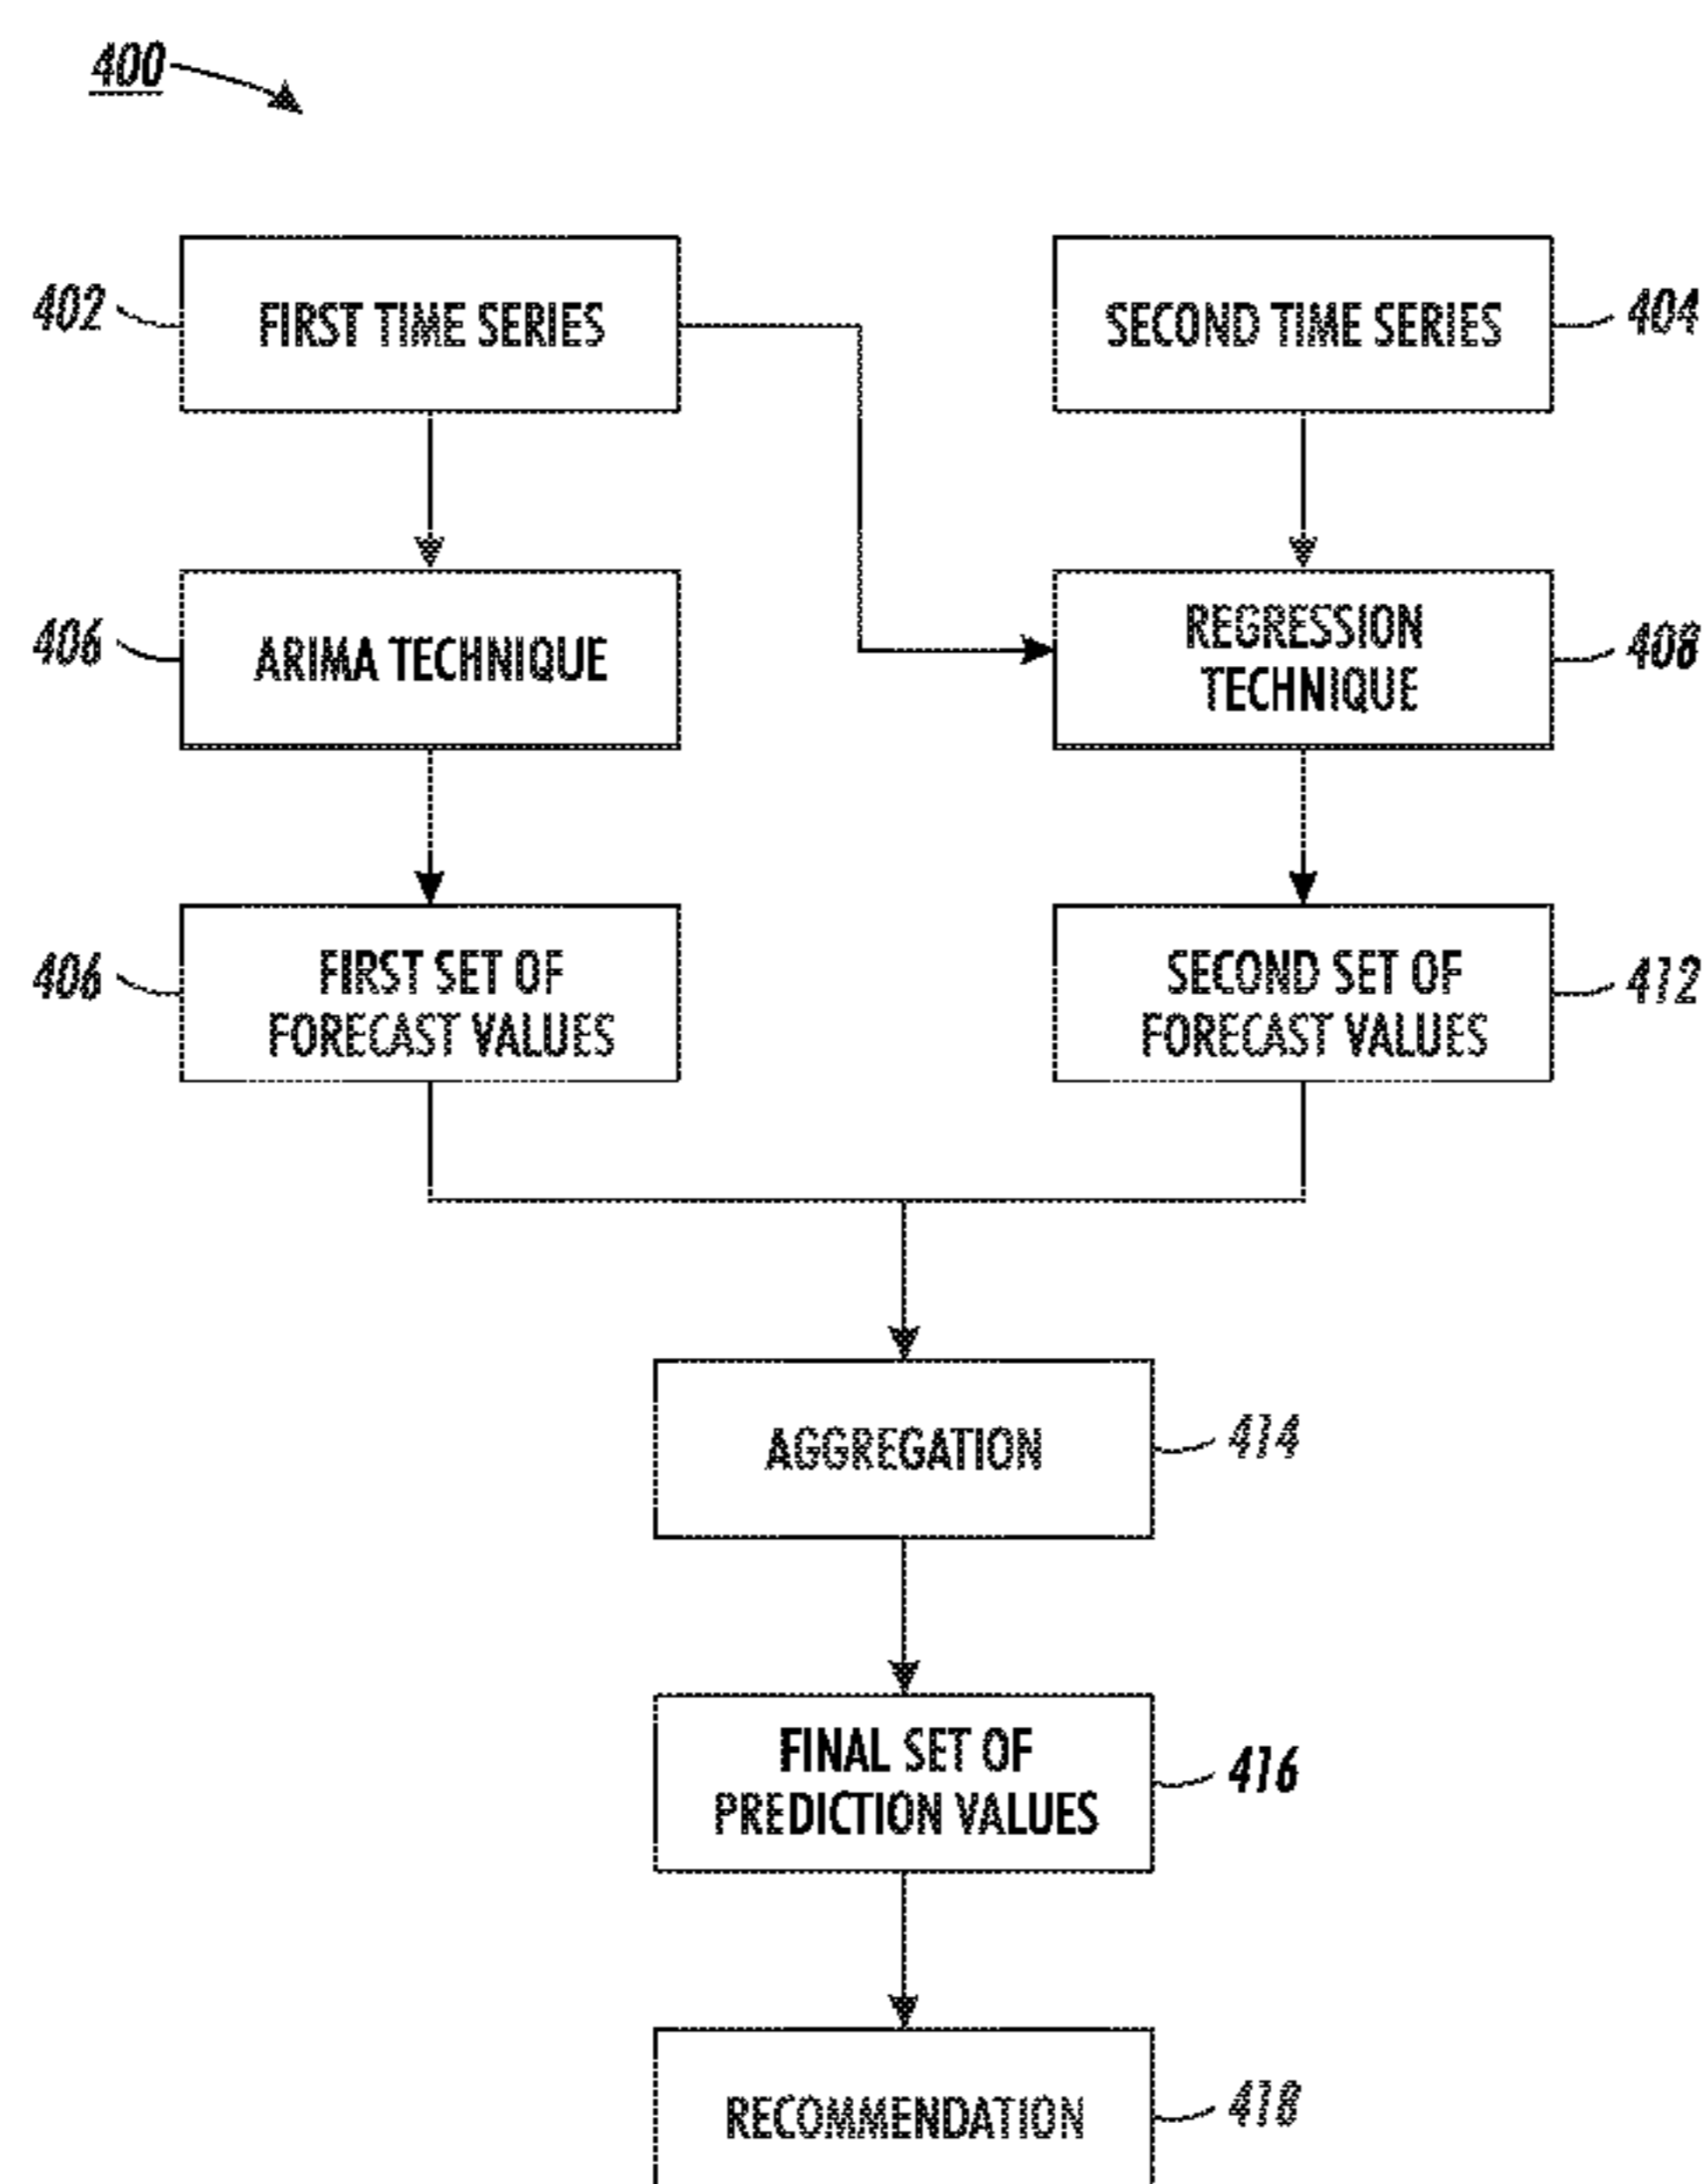 400
402
FIRST TIME SERIES
SECOND TIME SERIES
404
406
ARIMA TECHNIQUE
REGRESSION
TECHNIQUE
408
406
FIRST SET OF
FORECAST VALUES
SECOND SET OF
FORECAST VALUES
412
AGGREGATION
414
FINAL SET OF
PREDICTION VALUES
416
RECOMMENDATION
418